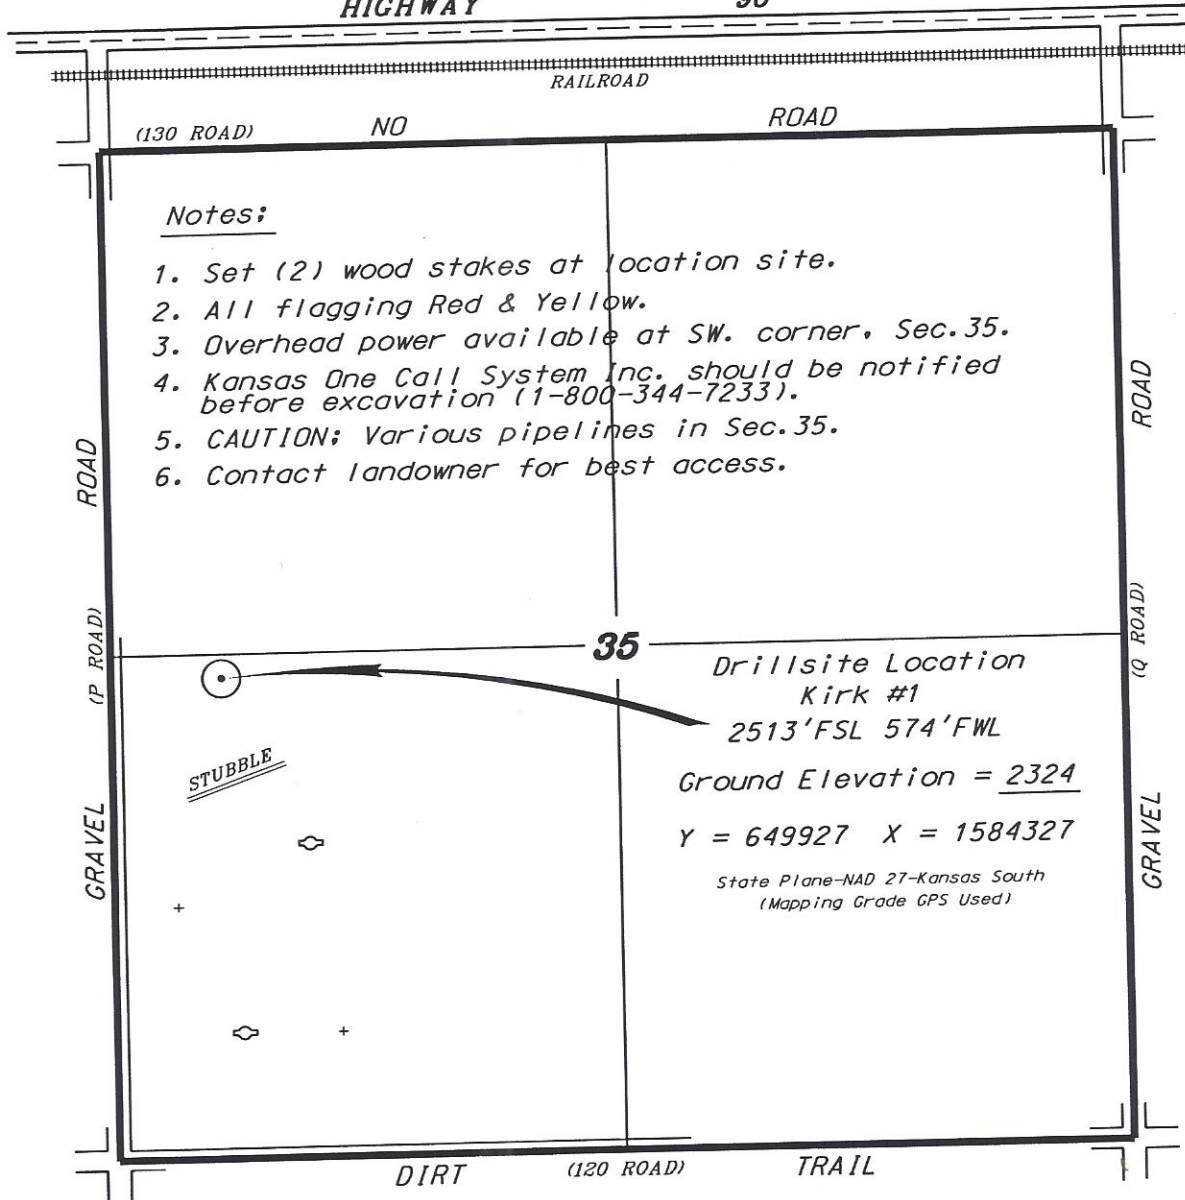 HIGHWAY 96
RAILROAD
(130 ROAD) NO ROAD
Notes:
1. Set (2) wood stakes at location site.
2. All flagging Red & Yellow.
3. Overhead power available at SW. corner, Sec.35.
4. Kansas One Call System Inc. should be notified
before excavation (1-800-344-7233).
5. CAUTION: Various pipelines in Sec.35.
6. Contact landowner for best access.
ROAD
ROAD
(P ROAD)
(Q ROAD)
35
Drillsite Location
Kirk #1
2513'FSL 574'FWL
STUBBLE
Ground Elevation = 2324
Y = 649927 X = 1584327
State Plane-NAD 27-Kansas South
(Mapping Grade GPS Used)
GRAVEL
GRAVEL
DIRT (120 ROAD) TRAIL